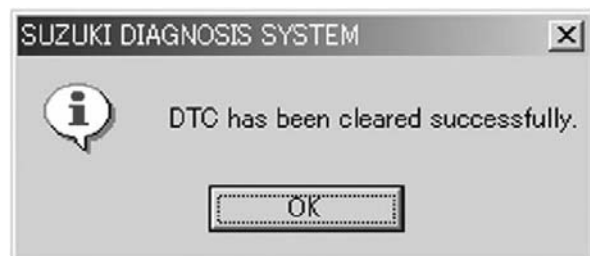 SUZUKI DIAGNOSIS SYSTEM
DTC has been cleared successfully.
OK